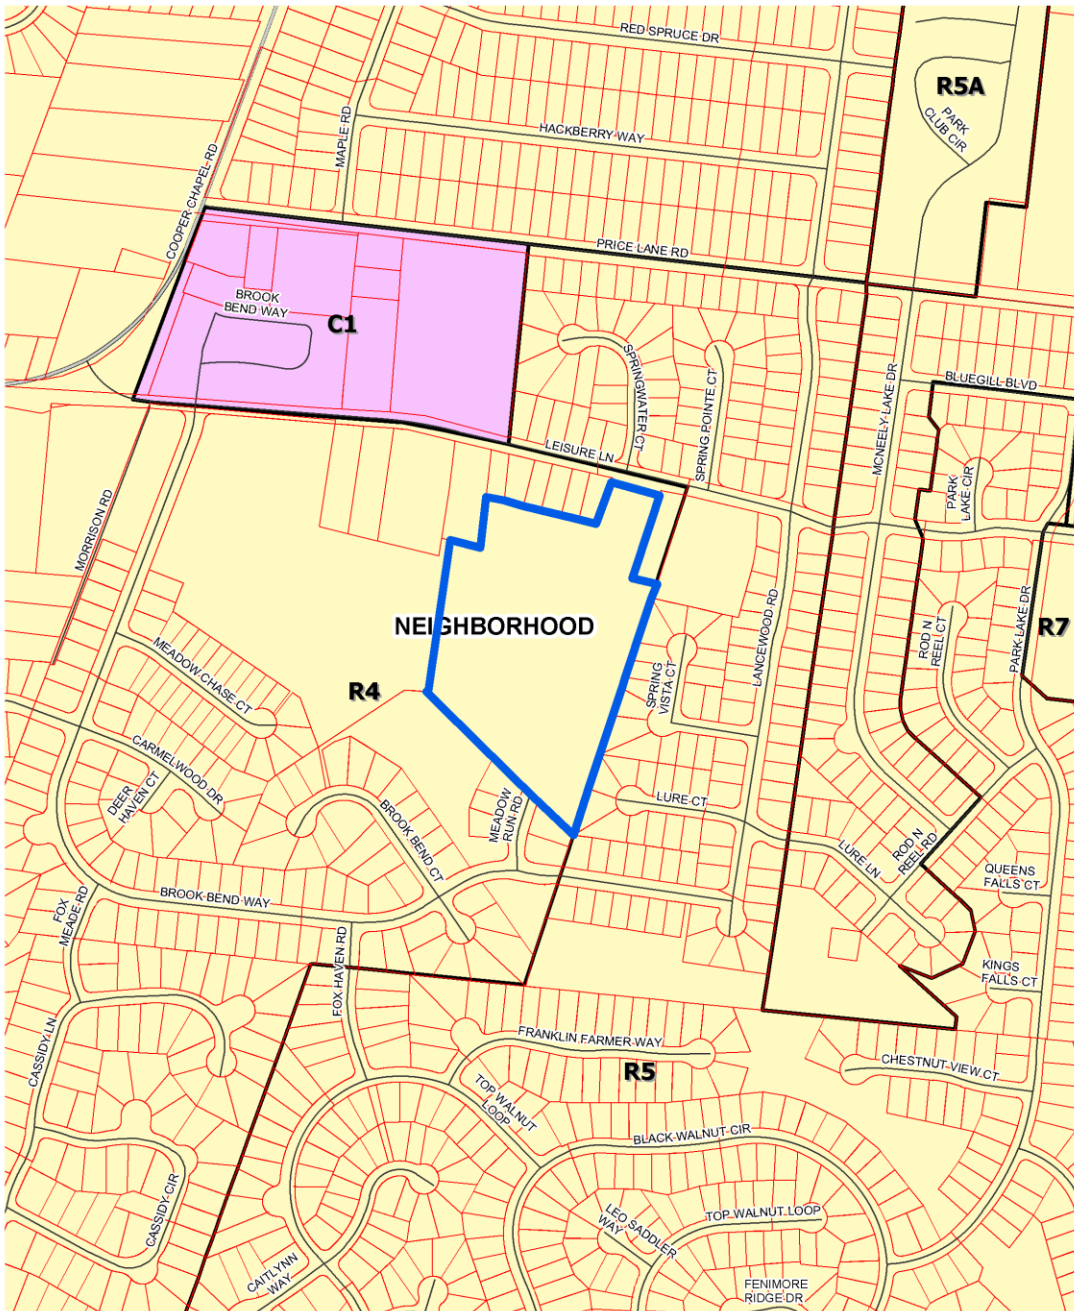 RED SPRUCE DR
R5A
PARK
CLUB CIR
MAPLE RD
HACKBERRY WAY
COOPER CHAPEL RD
PRICE LANE RD
BROOK
BEND WAY
C1
SPRINGWATER CT
SPRING POINTE CT
MCNEELY LAKE DR
BLUEGILL BLVD
LEISURE LN
PARK
LAKE CIR
MORRISON RD
LANCEWOOD RD
NEIGHBORHOOD
ROD N
REEL CT
PARK LAKE DR
R7
MEADOW CHASE CT
R4
SPRING
VISTA CT
CARMELWOOD DR
DEER
HAVEN CT
BROOK BEND CT
MEADOW
RUN RD
LURE CT
LURE LN
ROD N
REEL RD
QUEENS
FALLS CT
FOX
MEADE RD
BROOK BEND WAY
FOX HAVEN RD
KINGS
FALLS CT
CASSIDY LN
FRANKLIN FARMER WAY
R5
CHESTNUT VIEW CT
TOP WALNUT
LOOP
BLACK WALNUT CIR
CASSIDY CIR
LEO SADDLER
WAY
TOP WALNUT LOOP
CAITLYNN
WAY
FENIMORE
RIDGE DR